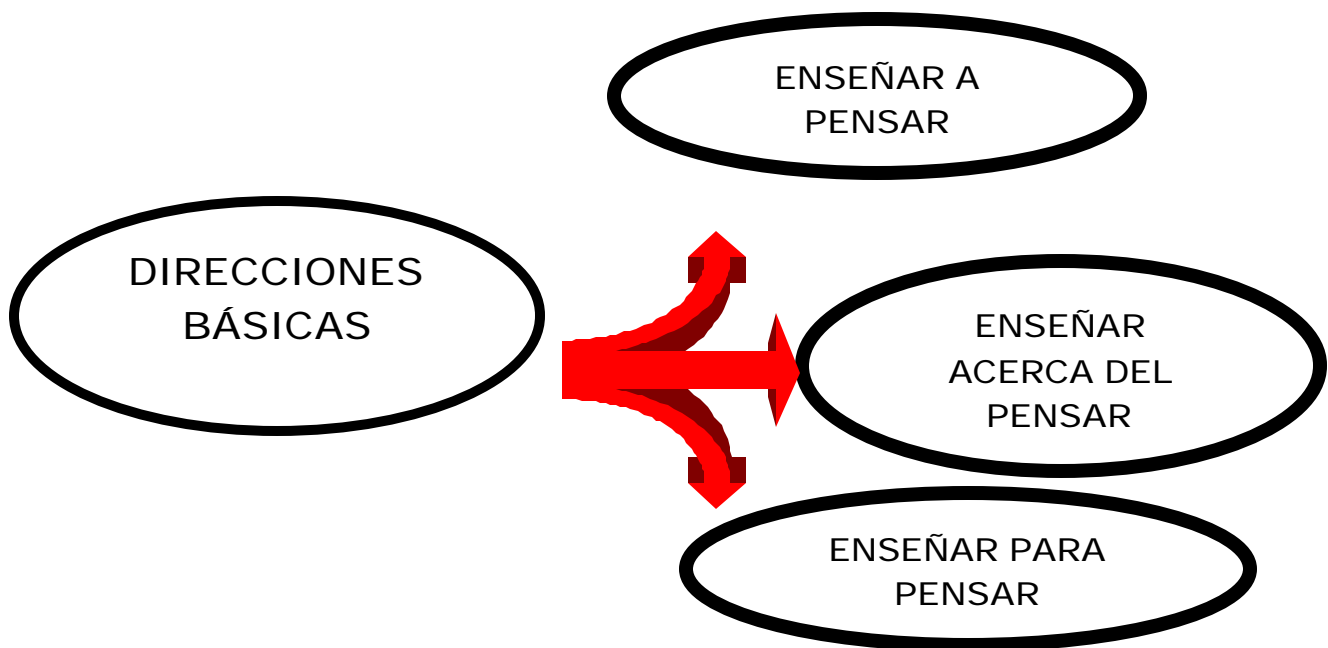 ENSEÑAR A
PENSAR
DIRECCIONES
BÁSICAS
ENSEÑAR
ACERCA DEL
PENSAR
ENSEÑAR PARA
PENSAR